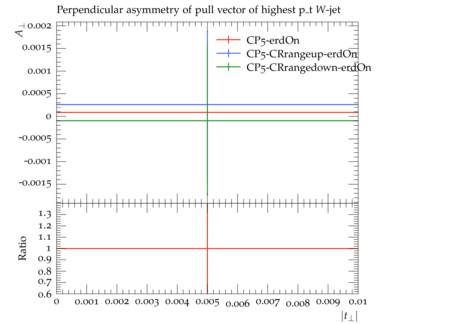 Perpendicular asymmetry of pull vector of highest p_t W-jet
A⊥
0.002
0.0015
0.001
0.0005
0
-0.0005
-0.001
-0.0015
CP5-erdOn
CP5-CRrangeup-erdOn
CP5-CRrangedown-erdOn
Ratio
1.3
1.2
1.1
1
0.9
0.8
0.7
0.6
0 0.001 0.002 0.003 0.004 0.005 0.006 0.007 0.008 0.009 0.01
|t⊥|